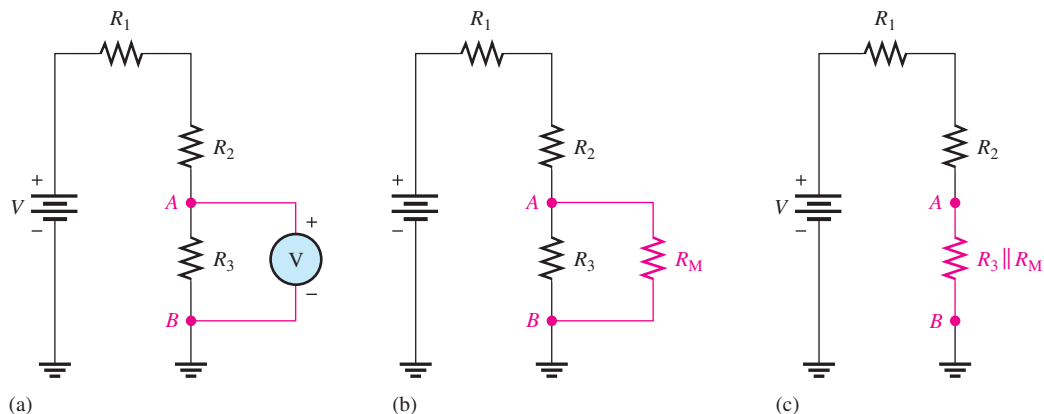 R1 R1 R1
R2 R2 R2
+ + +
V V
− − −
A A A
+
R3 V R3 RM R3 || RM
−
B B B
(a) (b) (c)